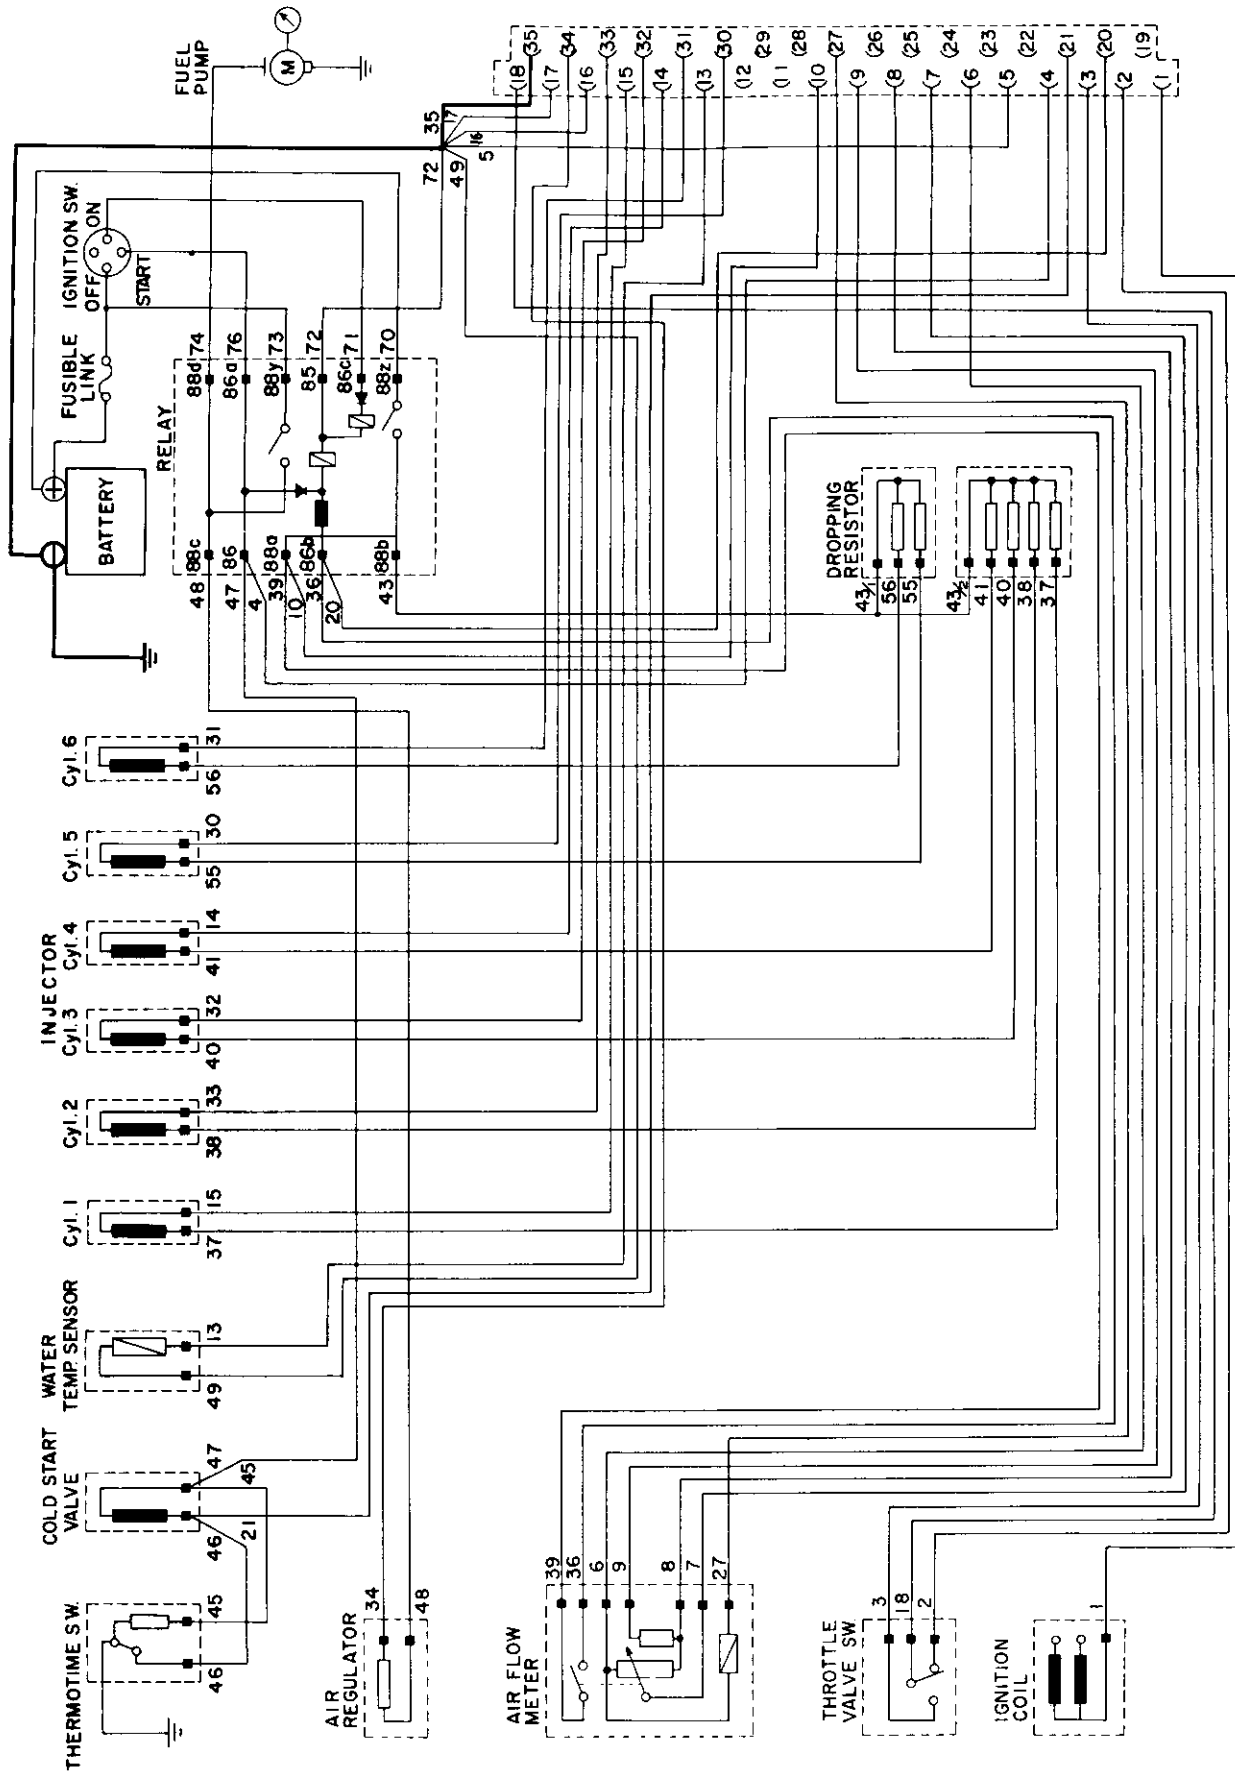 BATTERY
FUSIBLE
LINK
IGNITION SW.
OFF
ON
START
FUEL
PUMP
M
RELAY
88d 74
86a 76
88y 73
85 72
86c 71
88z 70
48 88c
47 86
4
39 88a
10
36 86b
20
43 88b
35
17
16
5
72
49
(18
(17
(16
(15
(14
(13
(12
(11
(10
(9
(8
(7
(6
(5
(4
(3
(2
(1
(35
(34
(33
(32
(31
(30
(29
(28
(27
(26
(25
(24
(23
(22
(21
(20
(19
DROPPING
RESISTOR
43/1
56
55
43/2
41
40
38
37
INJECTOR
Cyl. 6
56 31
Cyl. 5
55 30
Cyl. 4
41 14
Cyl. 3
40 32
Cyl. 2
38 33
Cyl. 1
37 15
WATER
TEMP. SENSOR
49 13
COLD START
VALVE
46 47
21 45
THERMOTIME SW.
46 45
AIR
REGULATOR
34
48
AIR FLOW
METER
39
36
6
9
8
7
27
THROTTLE
VALVE SW.
3
18
2
IGNITION
COIL
1